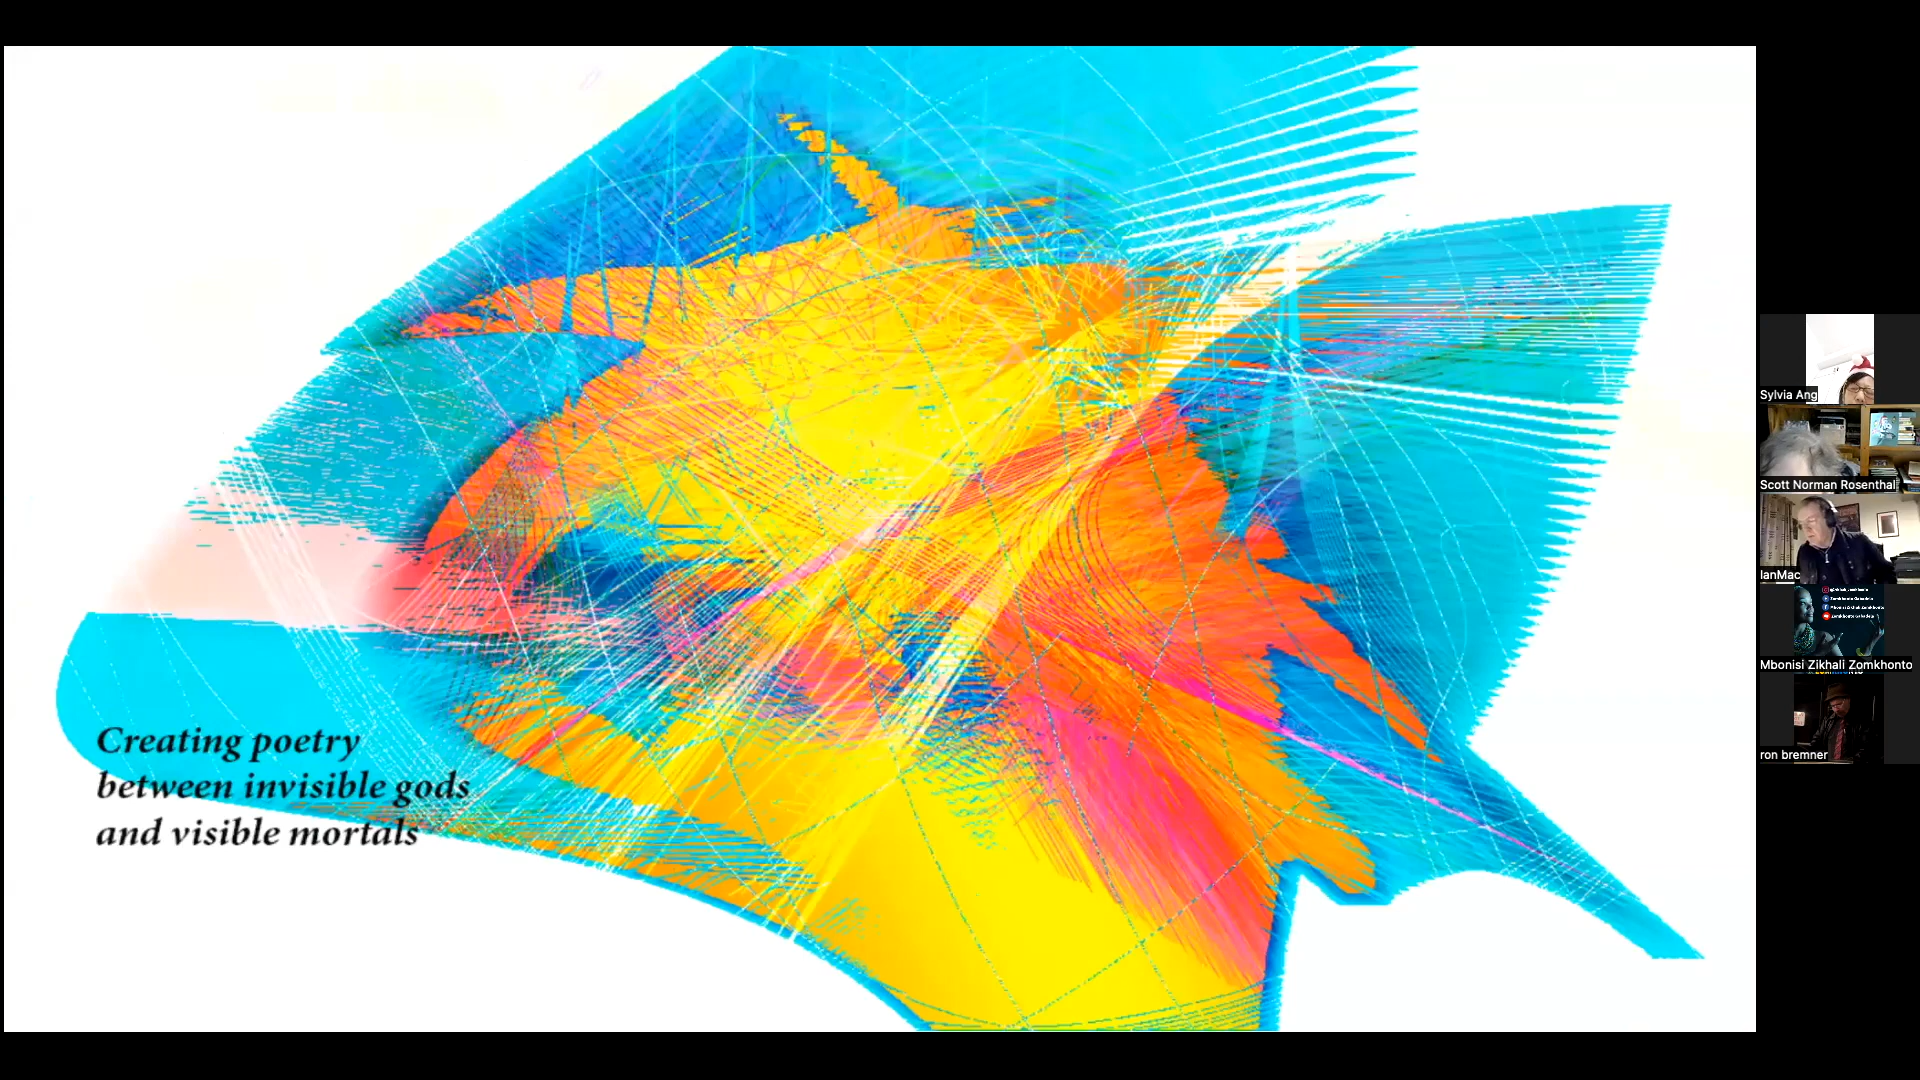 Creating poetry
between invisible gods
and visible mortals
Sylvia Ang
Scott Norman Rosenthal
IanMac
Mbonisi Zikhali Zomkhonto
ron bremner